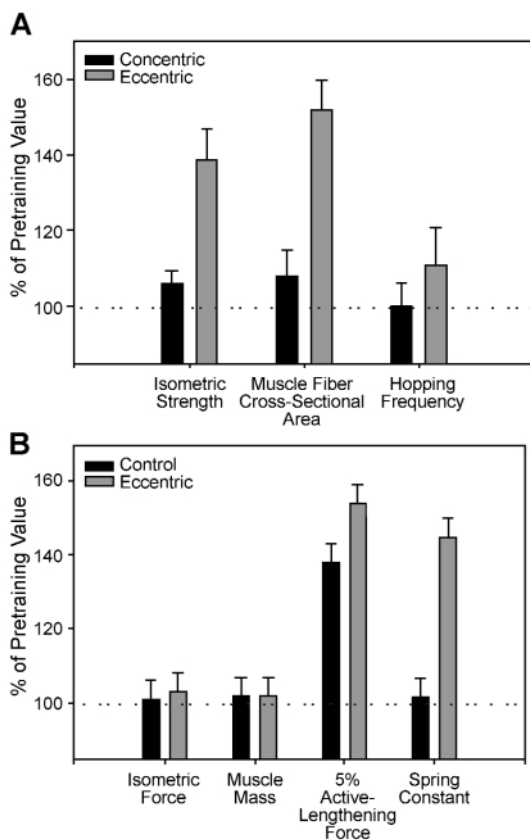 A
Concentric
Eccentric
% of Pretraining Value
160
140
110
100
Isometric Strength
Muscle Fiber Cross-Sectional Area
Hopping Frequency
B
Control
Eccentric
% of Pretraining Value
160
140
120
100
Isometric Force
Muscle Mass
5% Active-Lengthening Force
Spring Constant